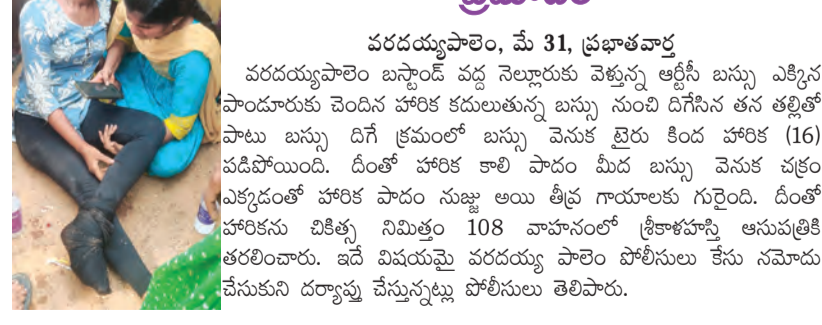 వరదయ్యపాలెం, మే 31, ప్రభాతవార్త
వరదయ్యపాలెం బస్టాండ్ వద్ద నెల్లూరుకు వెళ్తున్న ఆర్టీసీ బస్సు ఎక్కిన
పాండూరుకు చెందిన హారిక కదులుతున్న బస్సు నుంచి దిగేసిన తన తల్లితో
పాటు బస్సు దిగే క్రమంలో బస్సు వెనుక టైరు కింద హారిక (16)
పడిపోయింది. దీంతో హారిక కాలి పాదం మీద బస్సు వెనుక చక్రం
ఎక్కడంతో హారిక పాదం నుజ్జు అయి తీవ్ర గాయాలకు గురైంది. దీంతో
హారికను చికిత్స నిమిత్తం 108 వాహనంలో శ్రీకాళహస్తి ఆసుపత్రికి
తరలించారు. ఇదే విషయమై వరదయ్య పాలెం పోలీసులు కేసు నమోదు
చేసుకుని దర్యాప్తు చేస్తున్నట్లు పోలీసులు తెలిపారు.